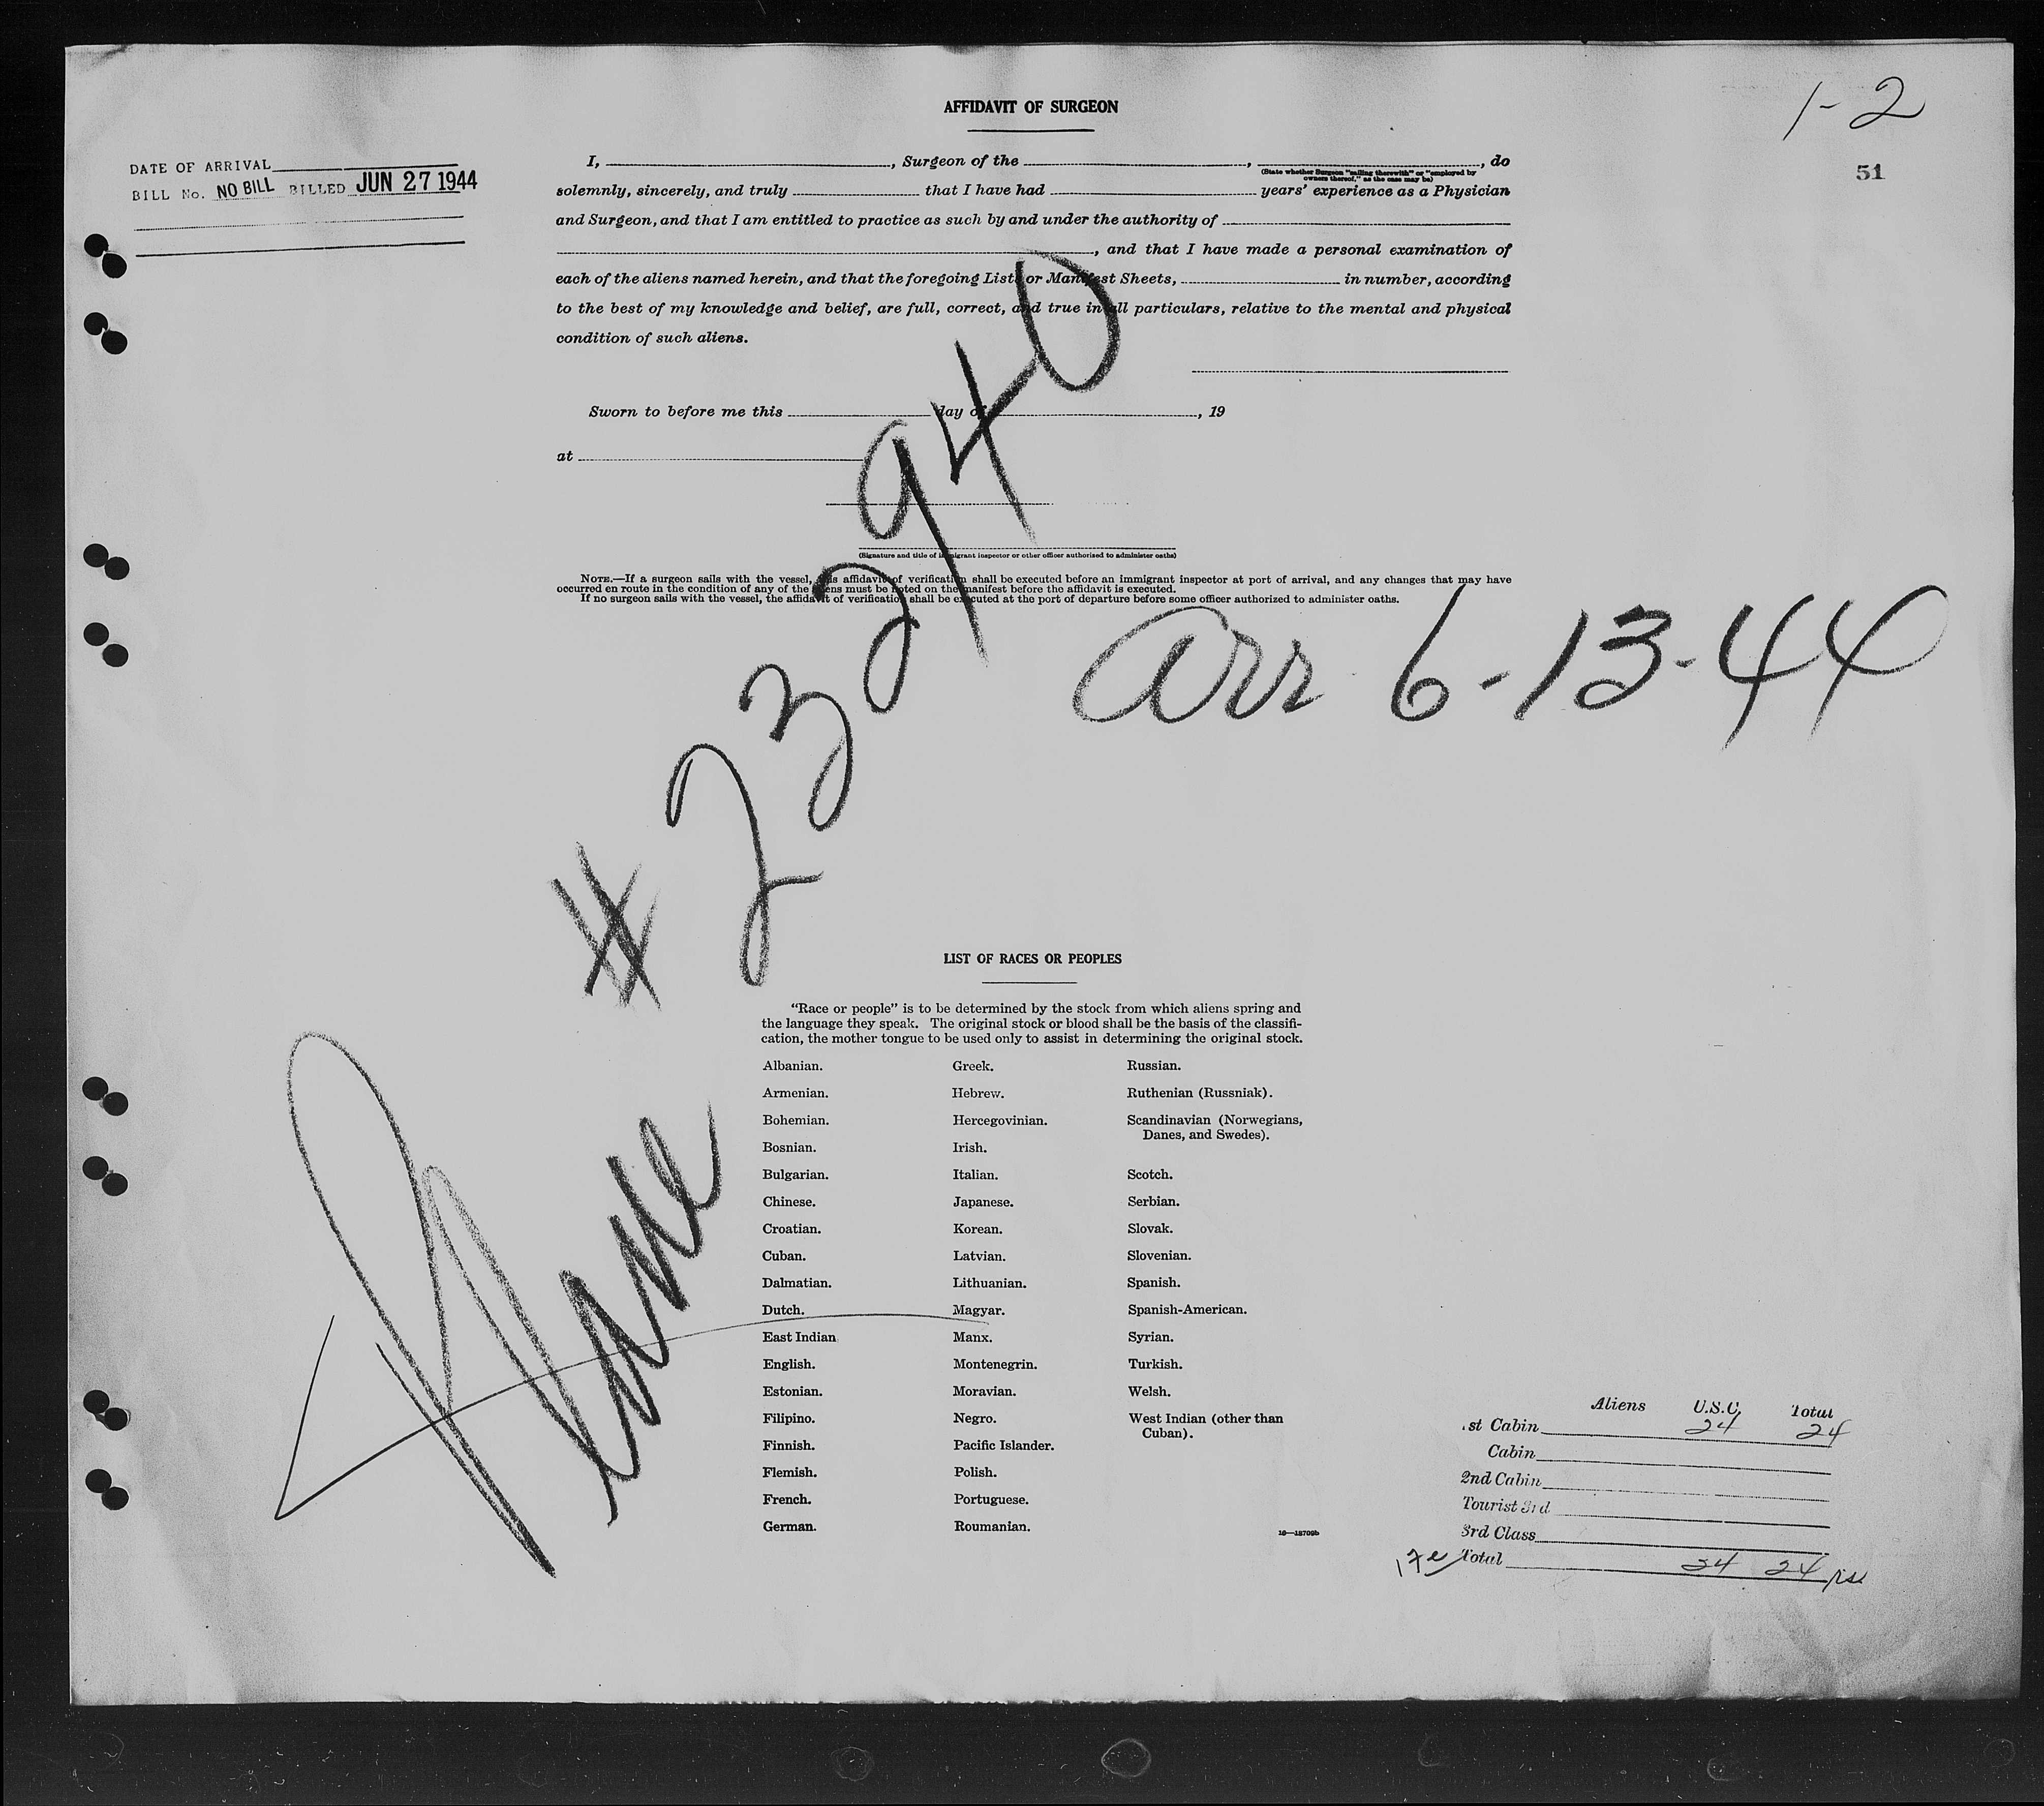 1-2
51
DATE OF ARRIVAL
BILL No. NO BILL BILLED JUN 27 1944
AFFIDAVIT OF SURGEON
I, , Surgeon of the , , do
(State whether Surgeon "sailing therewith" or "employed by
owners thereof," as the case may be)
solemnly, sincerely, and truly that I have had years' experience as a Physician
and Surgeon, and that I am entitled to practice as such by and under the authority of
, and that I have made a personal examination of
each of the aliens named herein, and that the foregoing Lists or Manifest Sheets, in number, according
to the best of my knowledge and belief, are full, correct, and true in all particulars, relative to the mental and physical
condition of such aliens.
Sworn to before me this day of , 19
at
(Signature and title of immigrant inspector or other officer authorized to administer oaths)
NOTE.—If a surgeon sails with the vessel, this affidavit of verification shall be executed before an immigrant inspector at port of arrival, and any changes that may have
occurred en route in the condition of any of the aliens must be noted on the manifest before the affidavit is executed.
If no surgeon sails with the vessel, the affidavit of verification shall be executed at the port of departure before some officer authorized to administer oaths.
Arr 6-13-44
Plane # 232940
LIST OF RACES OR PEOPLES
"Race or people" is to be determined by the stock from which aliens spring and
the language they speak. The original stock or blood shall be the basis of the classifi-
cation, the mother tongue to be used only to assist in determining the original stock.
Albanian.
Armenian.
Bohemian.
Bosnian.
Bulgarian.
Chinese.
Croatian.
Cuban.
Dalmatian.
Dutch.
East Indian
English.
Estonian.
Filipino.
Finnish.
Flemish.
French.
German.
Greek.
Hebrew.
Hercegovinian.
Irish.
Italian.
Japanese.
Korean.
Latvian.
Lithuanian.
Magyar.
Manx.
Montenegrin.
Moravian.
Negro.
Pacific Islander.
Polish.
Portuguese.
Roumanian.
Russian.
Ruthenian (Russniak).
Scandinavian (Norwegians,
Danes, and Swedes).
Scotch.
Serbian.
Slovak.
Slovenian.
Spanish.
Spanish-American.
Syrian.
Turkish.
Welsh.
West Indian (other than
Cuban).
16—18709b
Aliens U.S.C. Total
1st Cabin 24 24
Cabin
2nd Cabin
Tourist 3rd
3rd Class
Total 24 24